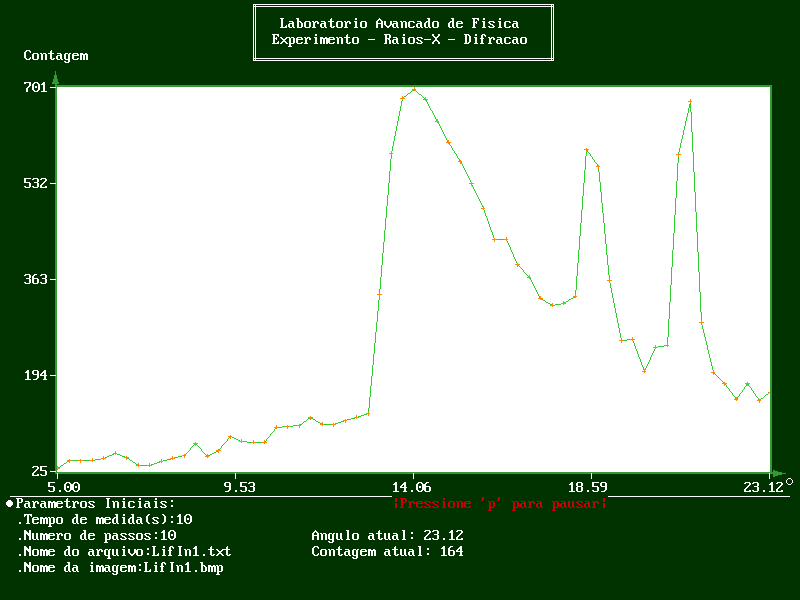 Laboratorio Avancado de Fisica
Experimento - Raios-X - Difracao
Contagem
701
532
363
194
25
5.00 9.53 14.06 18.59 23.12°
Parametros Iniciais: |Pressione 'p' para pausar|
.Tempo de medida(s):10
.Numero de passos:10 Angulo atual: 23.12
.Nome do arquivo:LifIn1.txt Contagem atual: 164
.Nome da imagem:LifIn1.bmp